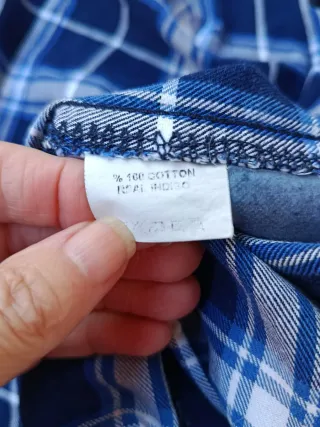 % 100 COTTON
REAL INDIGO